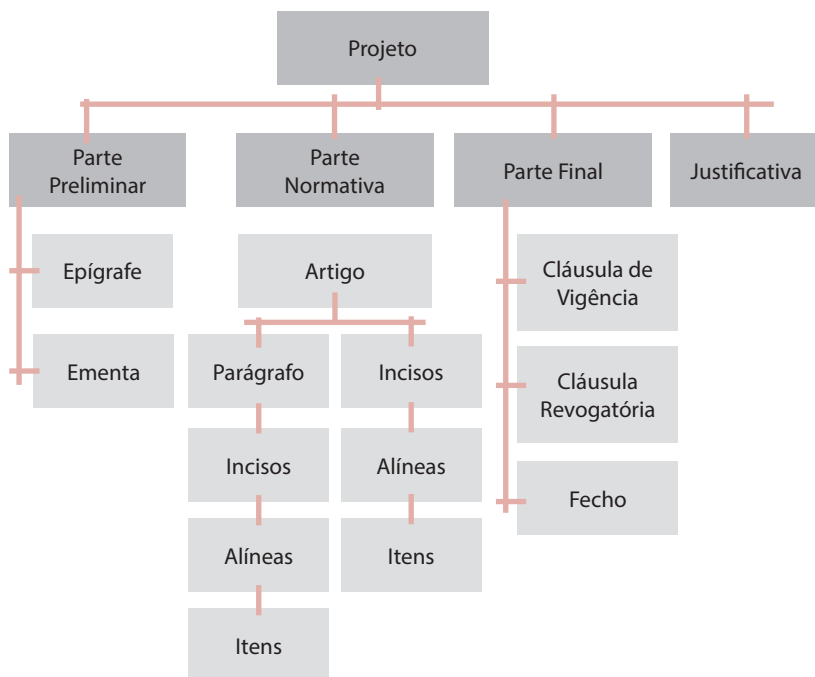 Projeto
Parte
Preliminar
Parte
Normativa
Parte Final
Justificativa
Epígrafe
Ementa
Artigo
Parágrafo
Incisos
Incisos
Alíneas
Alíneas
Itens
Itens
Cláusula de
Vigência
Cláusula
Revogatória
Fecho